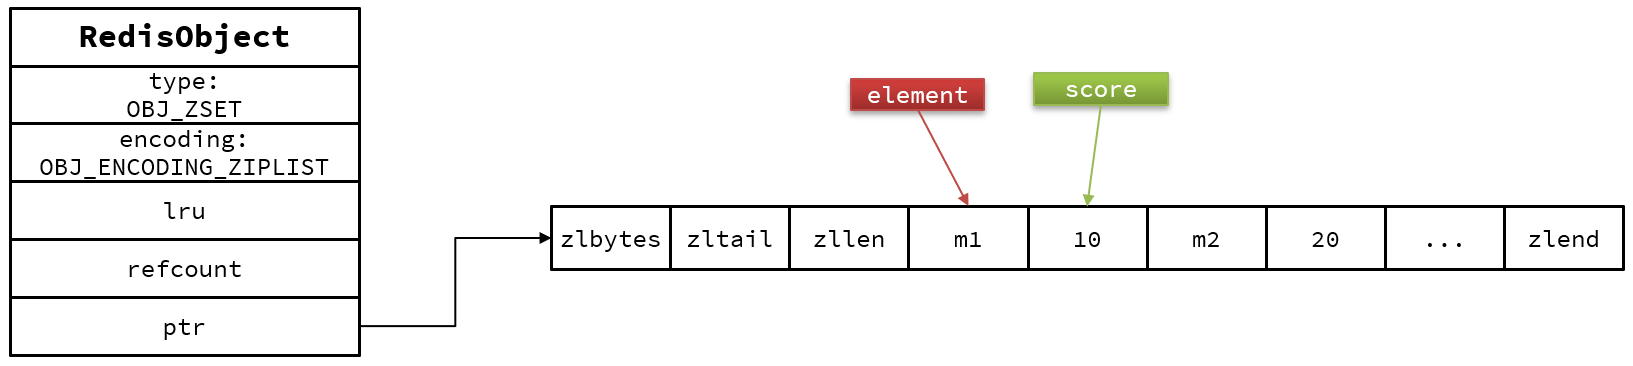 RedisObject
type:
OBJ_ZSET
encoding:
OBJ_ENCODING_ZIPLIST
lru
refcount
ptr
element
score
zlbytes zltail zllen m1 10 m2 20 ... zlend